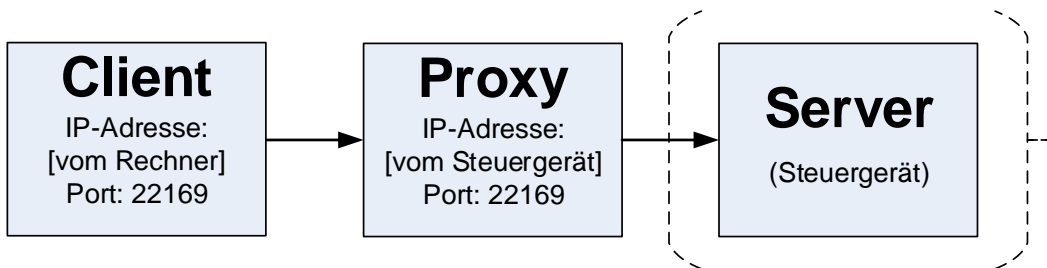 Client
IP-Adresse:
[vom Rechner]
Port: 22169
Proxy
IP-Adresse:
[vom Steuergerät]
Port: 22169
Server
(Steuergerät)